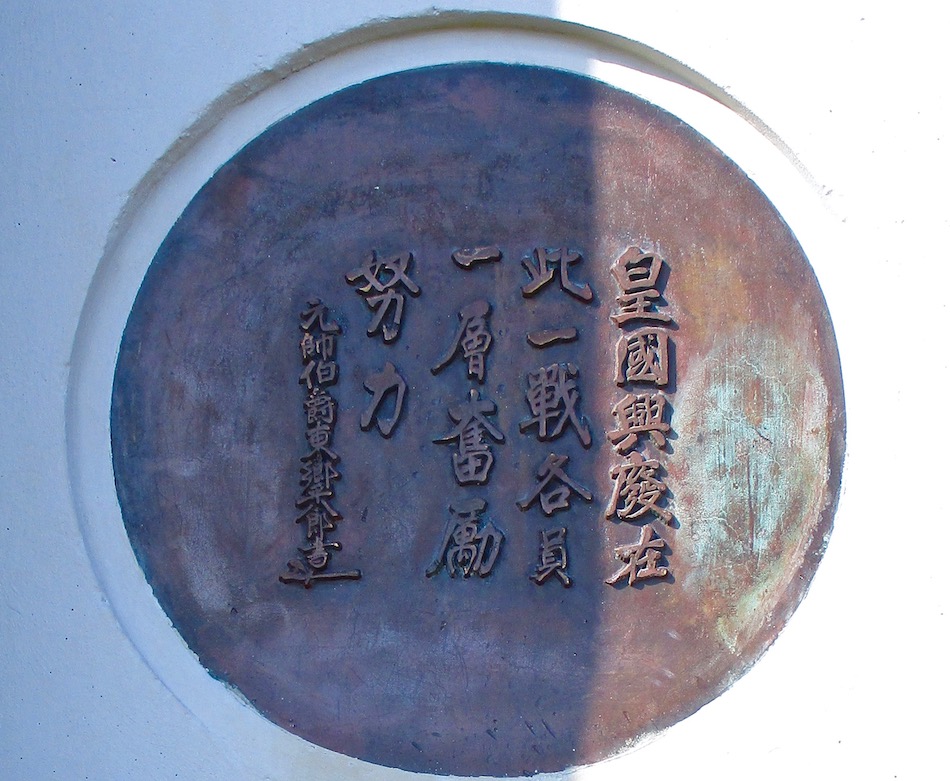 皇國興廢在
此一戰各員
一層奮励
努力
元帥伯爵東郷平八郎書